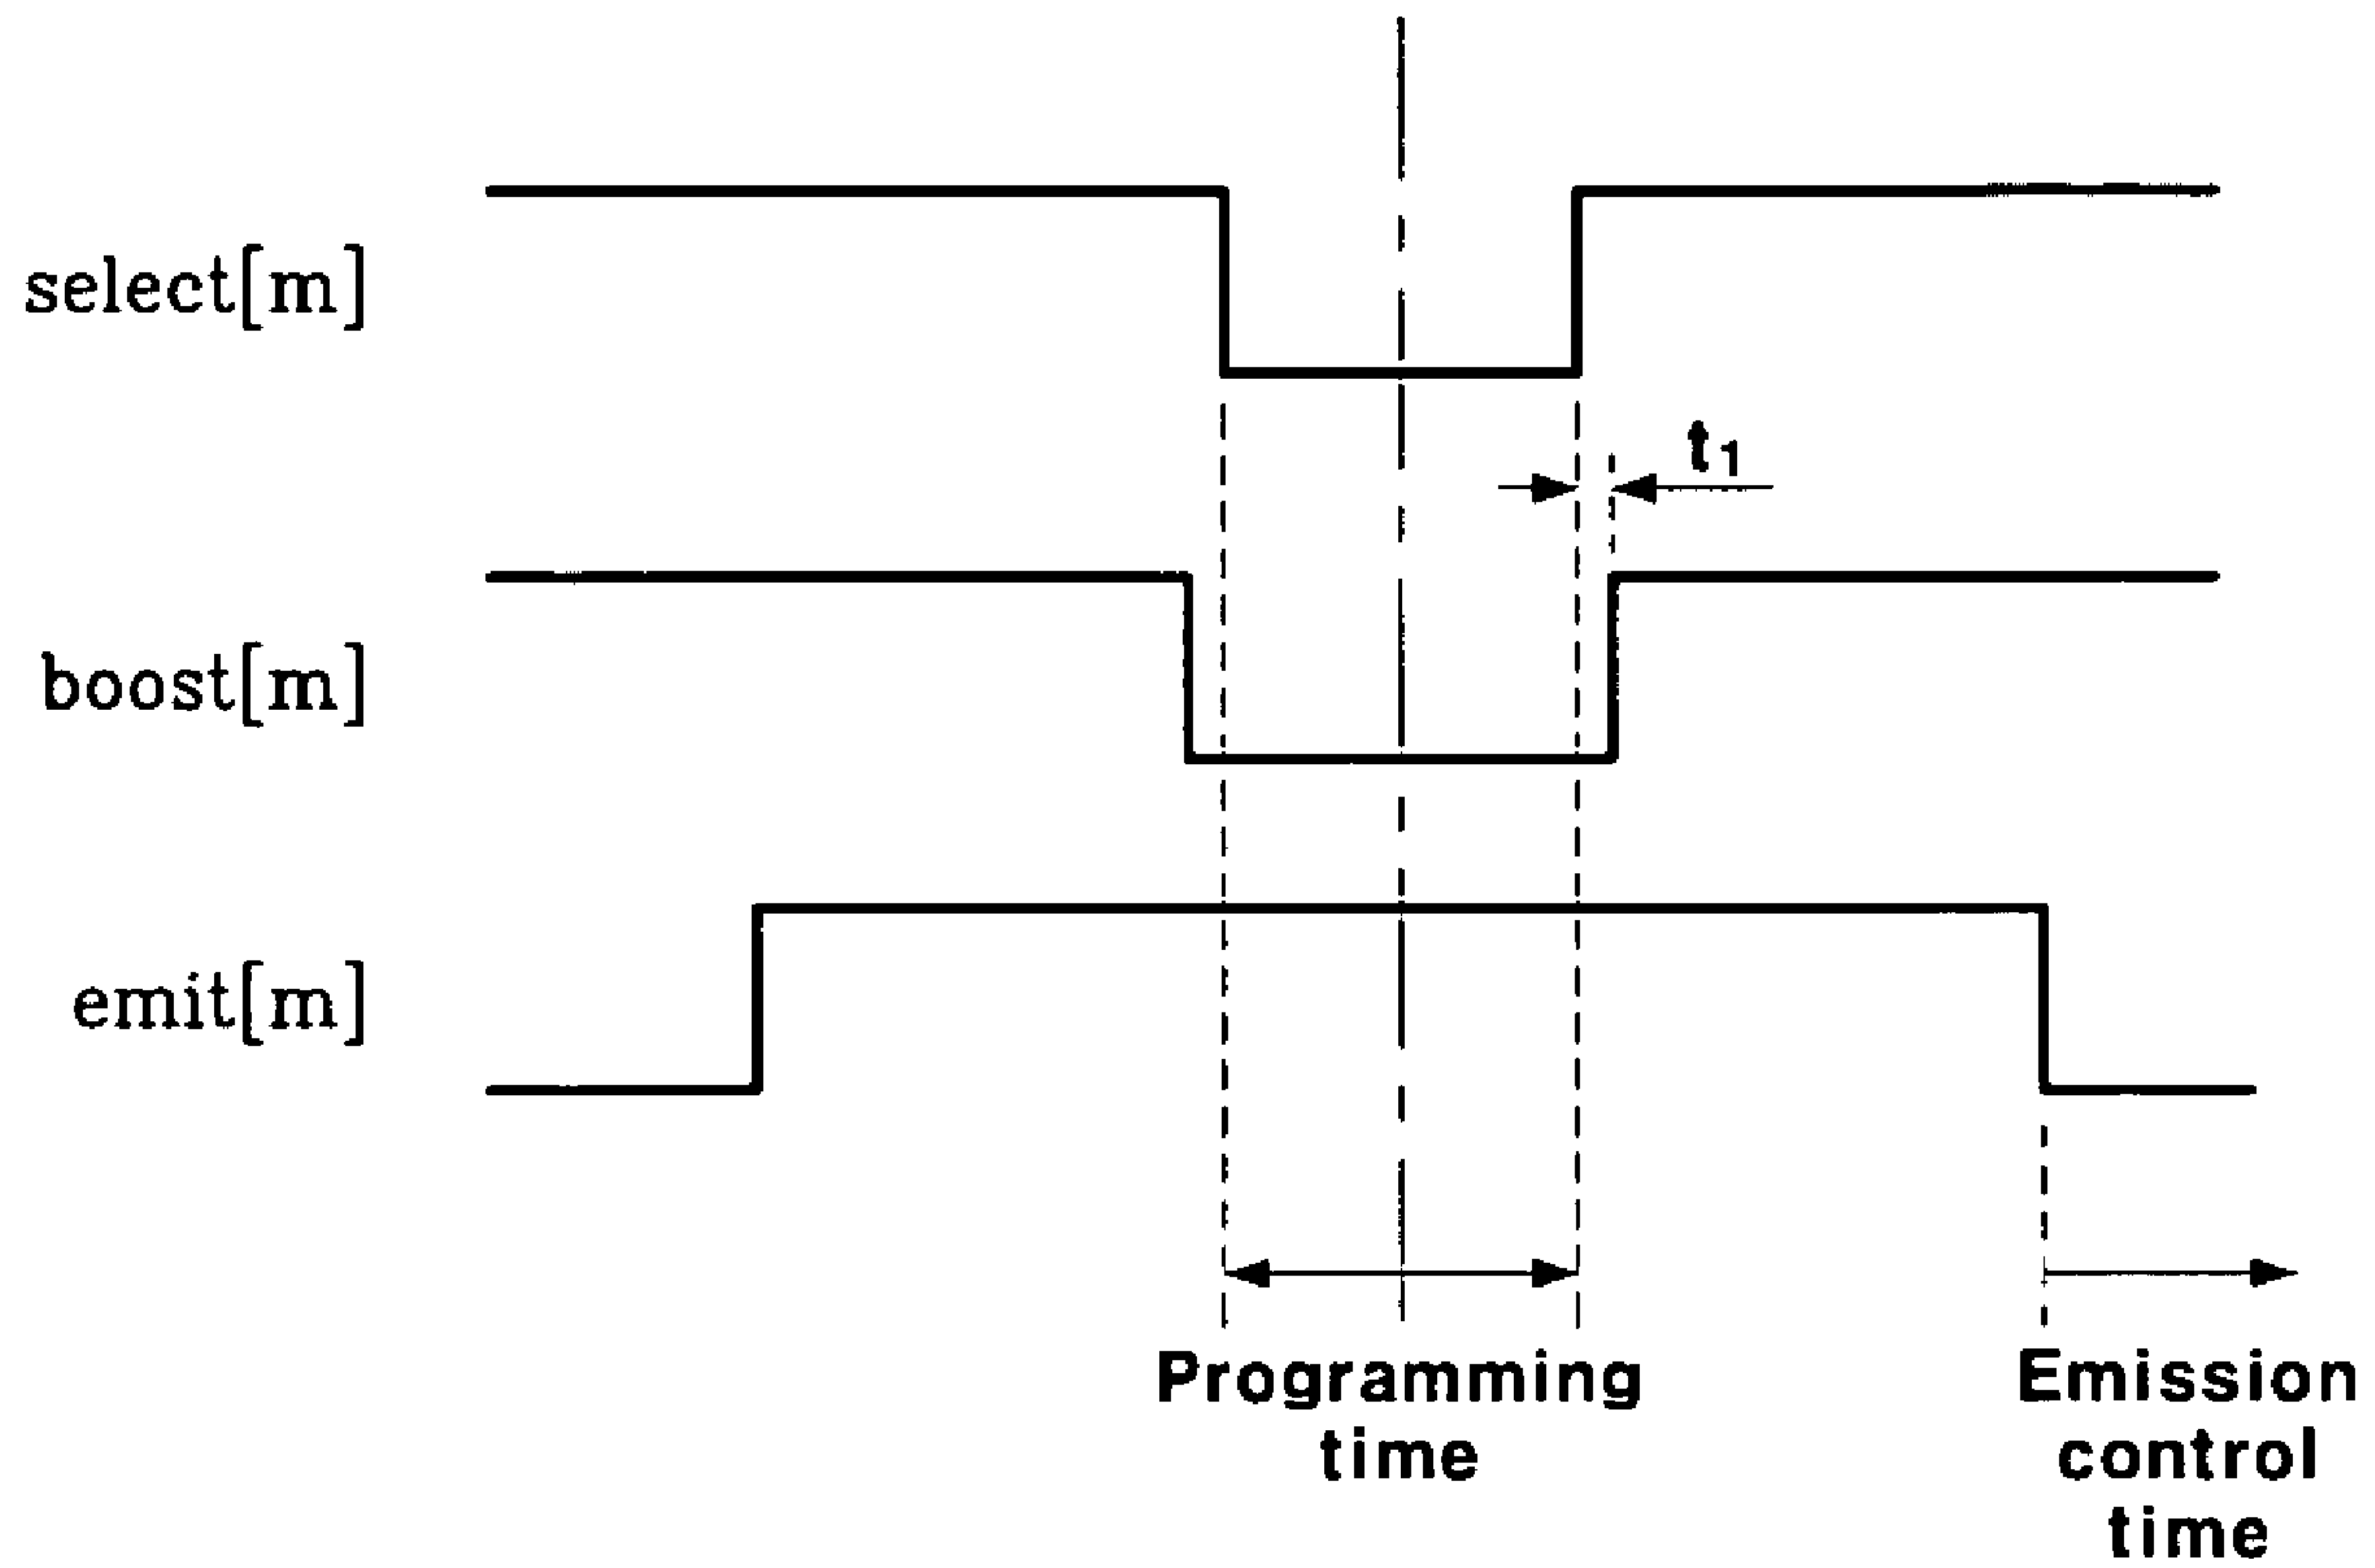 select[m]
t1
boost[m]
emit[m]
Programming
time
Emission
control
time